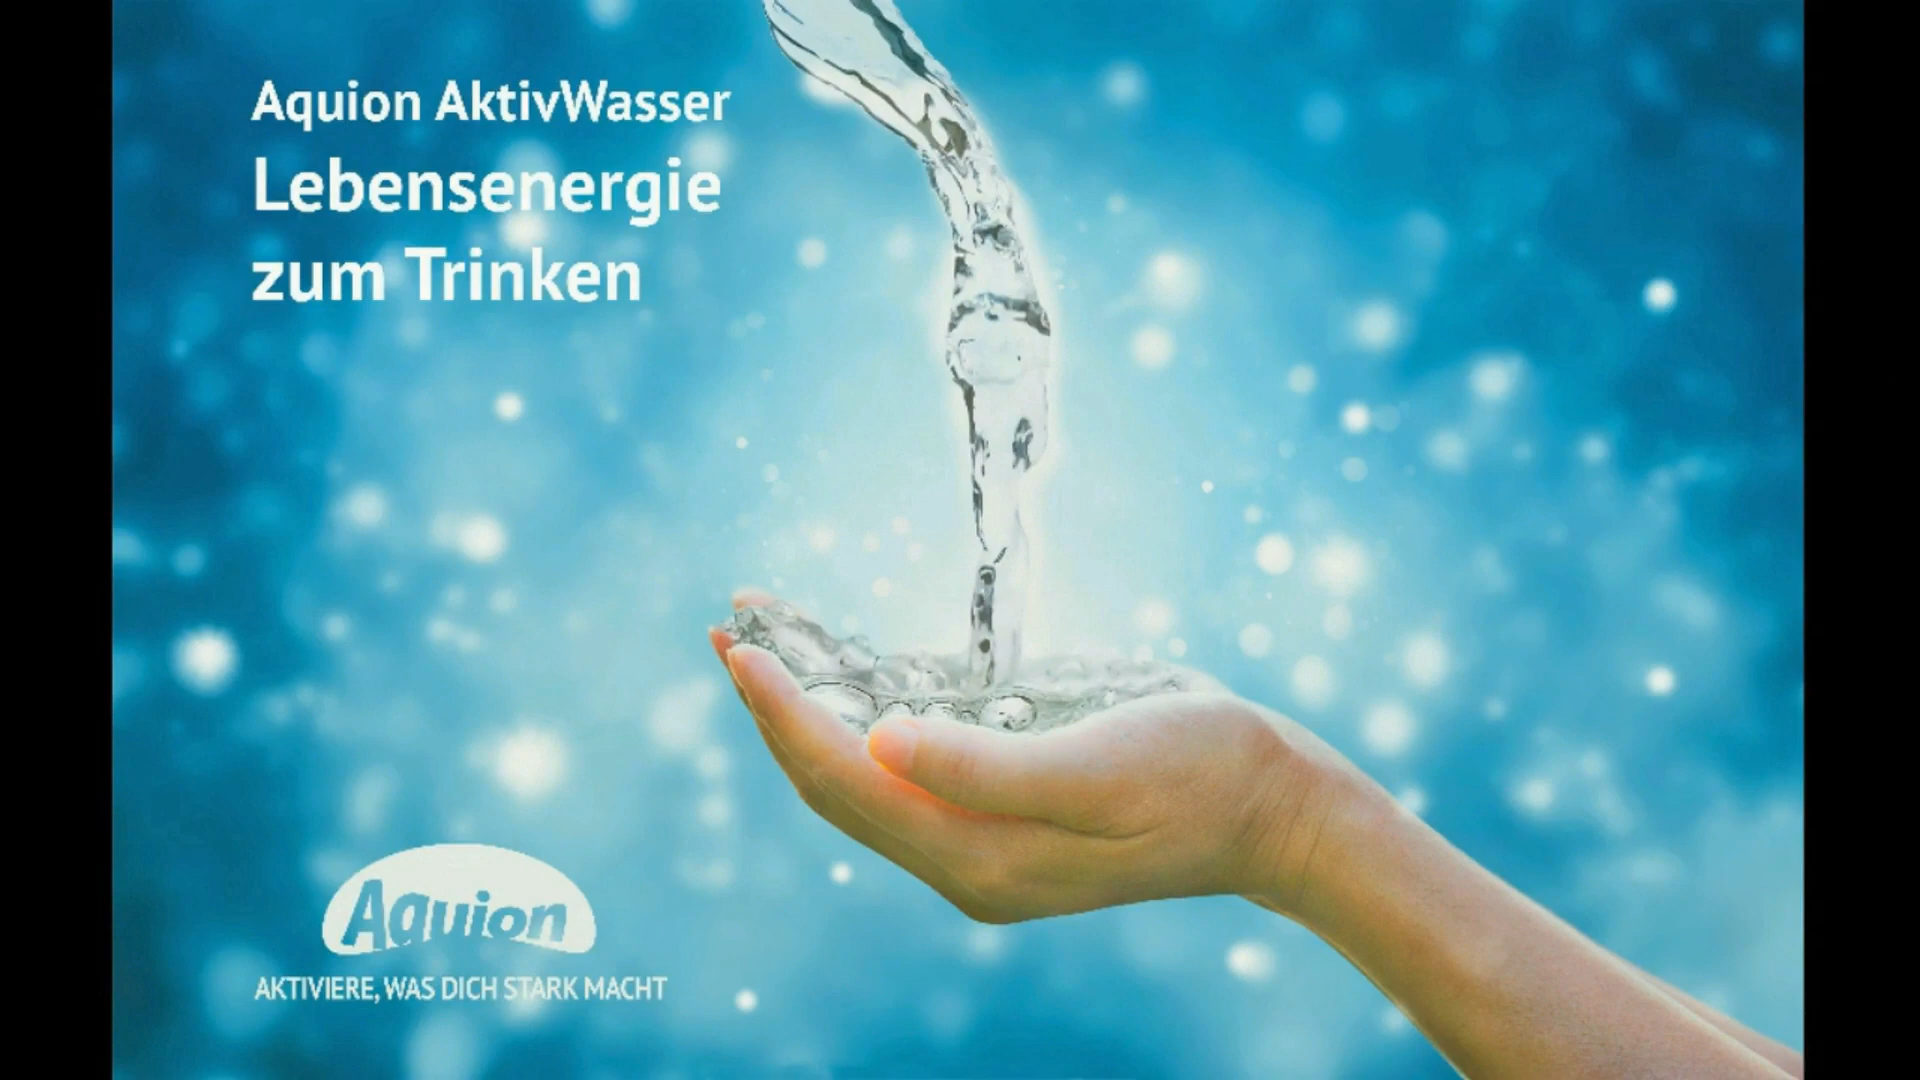 Aquion AktivWasser
Lebensenergie
zum Trinken
Aquion
AKTIVIERE, WAS DICH STARK MACHT